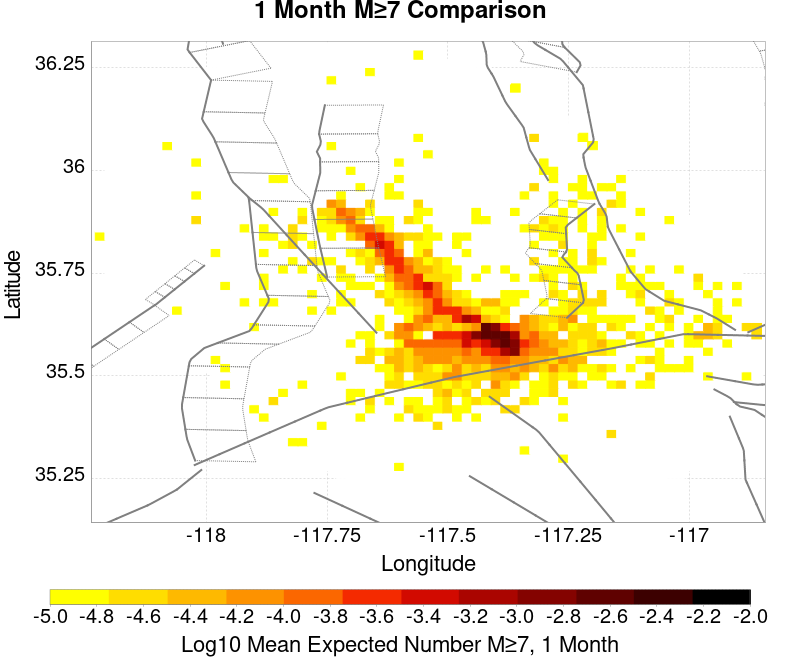 1 Month M≥7 Comparison
36.25
36
35.75
35.5
35.25
Latitude
-118 -117.75 -117.5 -117.25 -117
Longitude
-5.0 -4.8 -4.6 -4.4 -4.2 -4.0 -3.8 -3.6 -3.4 -3.2 -3.0 -2.8 -2.6 -2.4 -2.2 -2.0
Log10 Mean Expected Number M≥7, 1 Month